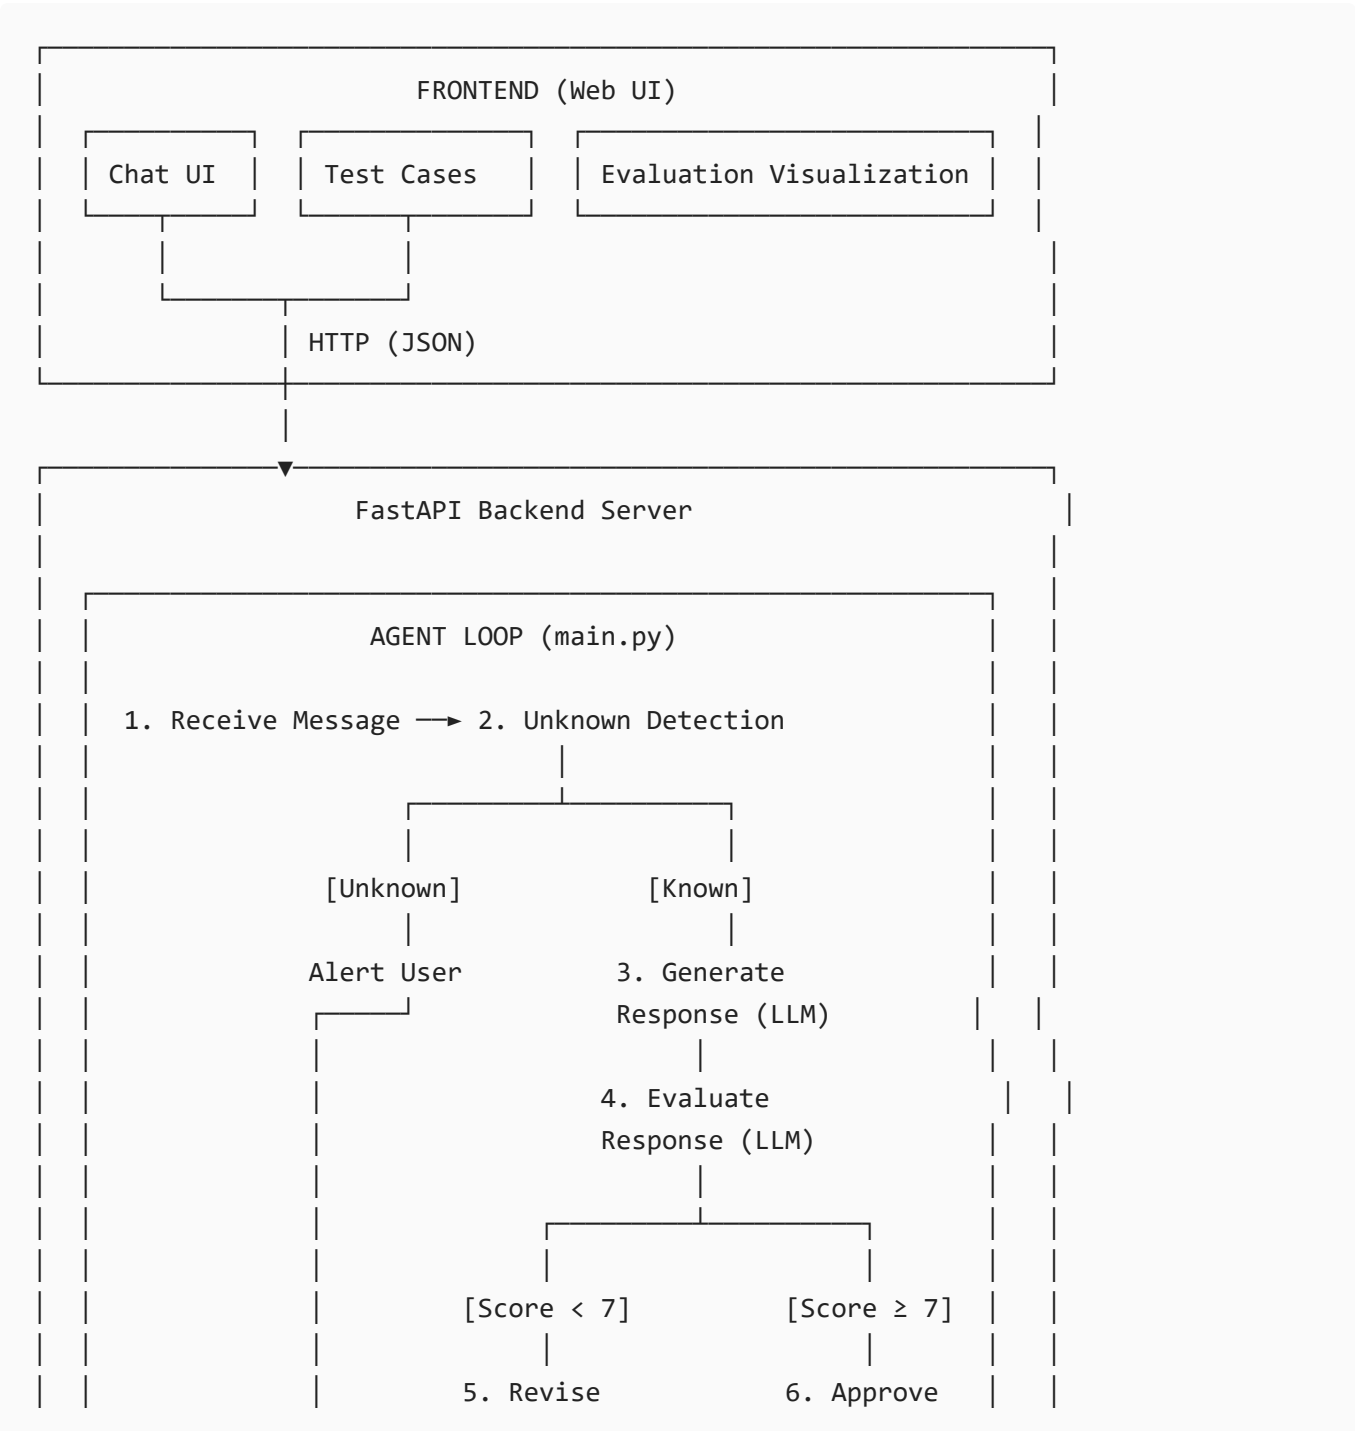 FRONTEND (Web UI)
Chat UI Test Cases Evaluation Visualization
HTTP (JSON)
FastAPI Backend Server
AGENT LOOP (main.py)
1. Receive Message ──► 2. Unknown Detection
[Unknown] [Known]
Alert User 3. Generate
Response (LLM)
4. Evaluate
Response (LLM)
[Score < 7] [Score ≥ 7]
5. Revise 6. Approve